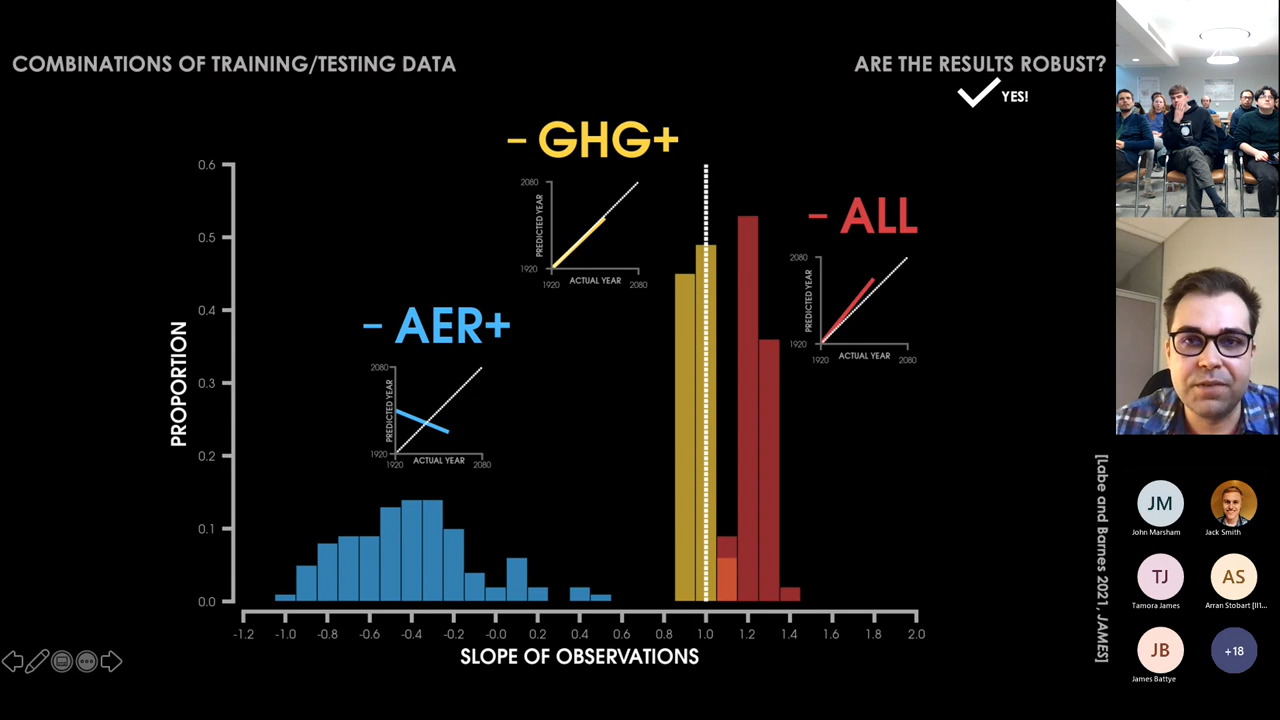 COMBINATIONS OF TRAINING/TESTING DATA
ARE THE RESULTS ROBUST?
YES!
– GHG+
2080
PREDICTED YEAR
1920
1920
2080
ACTUAL YEAR
– ALL
2080
PREDICTED YEAR
1920
1920
2080
ACTUAL YEAR
– AER+
2080
PREDICTED YEAR
1920
1920
2080
ACTUAL YEAR
PROPORTION
0.6
0.5
0.4
0.3
0.2
0.1
0.0
-1.2 -1.0 -0.8 -0.6 -0.4 -0.2 -0.0 0.2 0.4 0.6 0.8 1.0 1.2 1.4 1.6 1.8 2.0
SLOPE OF OBSERVATIONS
[Labe and Barnes 2021, JAMES]
JM
John Marsham
Jack Smith
TJ
Tamora James
AS
Arran Stobart [II1...
JB
James Battye
+18